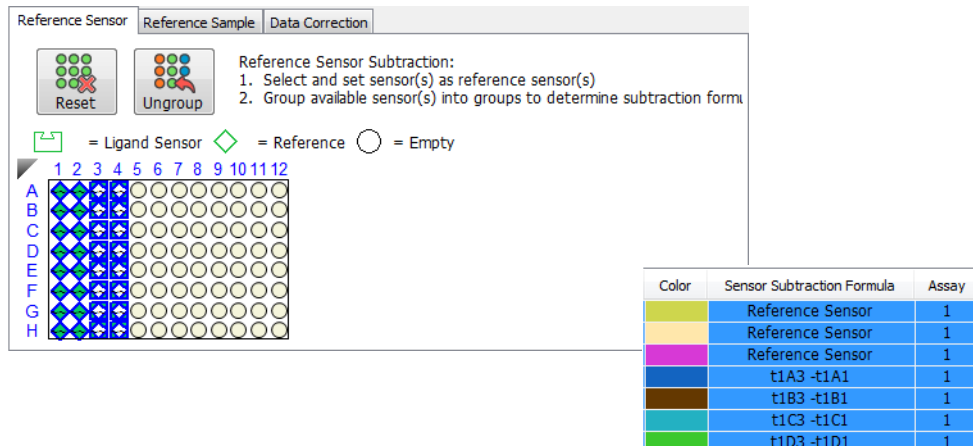 Reference Sensor Reference Sample Data Correction
Reset
Ungroup
Reference Sensor Subtraction:
1. Select and set sensor(s) as reference sensor(s)
2. Group available sensor(s) into groups to determine subtraction formu
= Ligand Sensor = Reference = Empty
1 2 3 4 5 6 7 8 9 10 11 12
A
B
C
D
E
F
G
H
Color Sensor Subtraction Formula Assay
Reference Sensor 1
Reference Sensor 1
Reference Sensor 1
t1A3 -t1A1 1
t1B3 -t1B1 1
t1C3 -t1C1 1
t1D3 -t1D1 1